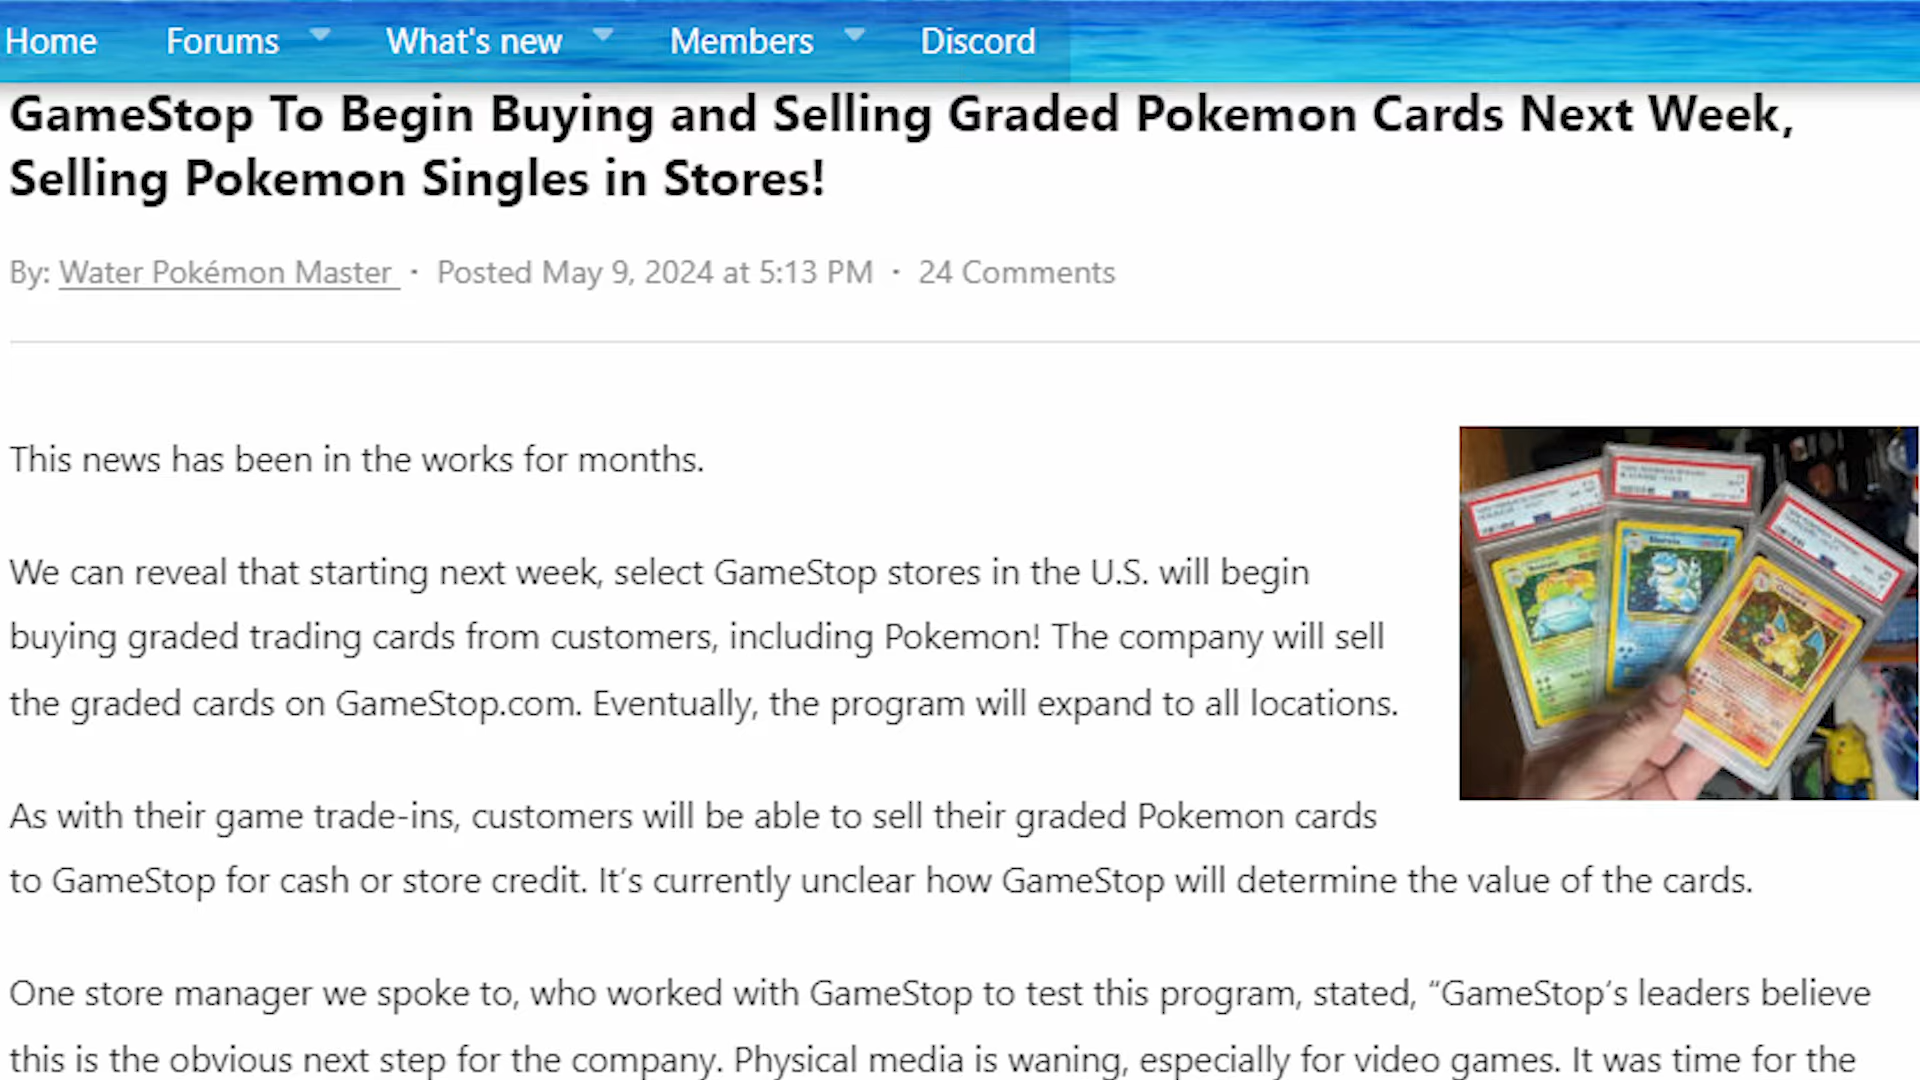 Home Forums What's new Members Discord
GameStop To Begin Buying and Selling Graded Pokemon Cards Next Week,
Selling Pokemon Singles in Stores!
By: Water Pokémon Master · Posted May 9, 2024 at 5:13 PM · 24 Comments
This news has been in the works for months.
We can reveal that starting next week, select GameStop stores in the U.S. will begin
buying graded trading cards from customers, including Pokemon! The company will sell
the graded cards on GameStop.com. Eventually, the program will expand to all locations.
As with their game trade-ins, customers will be able to sell their graded Pokemon cards
to GameStop for cash or store credit. It’s currently unclear how GameStop will determine the value of the cards.
One store manager we spoke to, who worked with GameStop to test this program, stated, “GameStop’s leaders believe
this is the obvious next step for the company. Physical media is waning, especially for video games. It was time for the